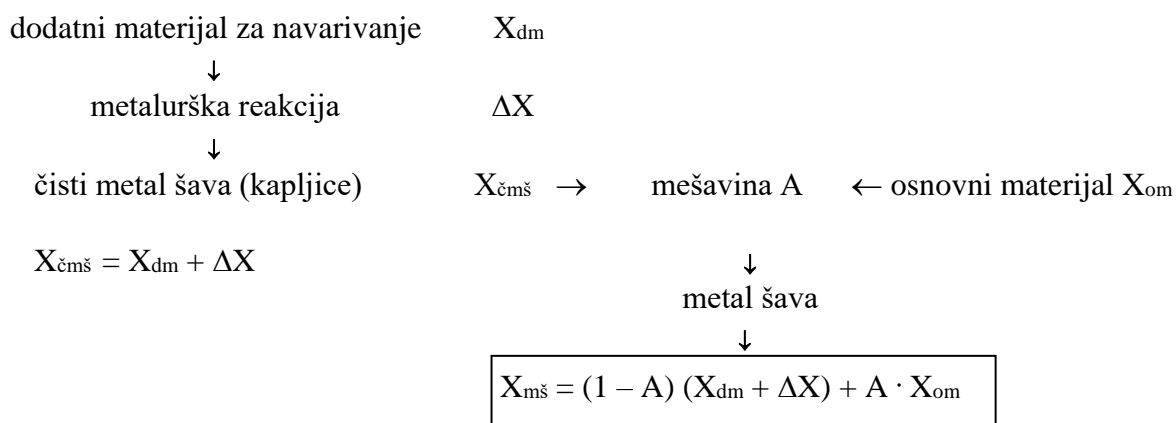 dodatni materijal za navarivanje Xdm
↓
metalurška reakcija ΔX
↓
čisti metal šava (kapljice) Xčmš → mešavina A ← osnovni materijal Xom
Xčmš = Xdm + ΔX
↓
metal šava
↓
Xmš = (1 – A) (Xdm + ΔX) + A · Xom